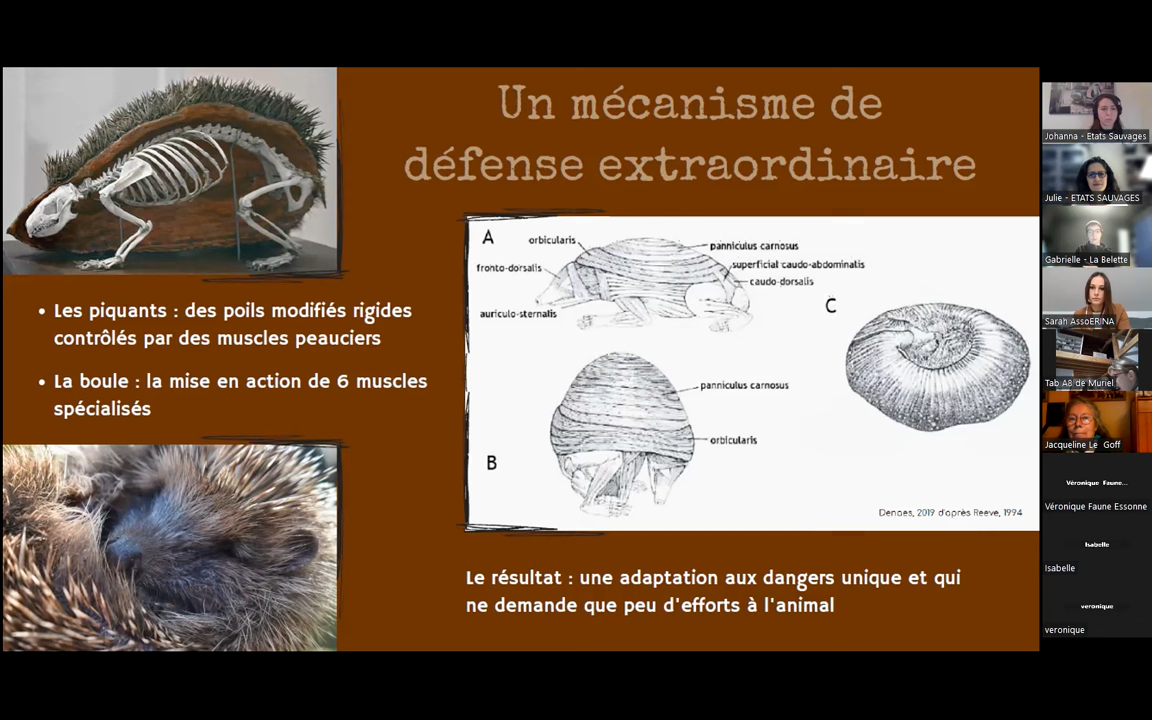 Un mécanisme de
défense extraordinaire
• Les piquants : des poils modifiés rigides
contrôlés par des muscles peauciers
• La boule : la mise en action de 6 muscles
spécialisés
A
orbicularis
panniculus carnosus
fronto-dorsalis
superficial caudo-abdominalis
caudo-dorsalis
auriculo-sternalis
C
panniculus carnosus
orbicularis
B
Denaes, 2019 d'après Reeve, 1994
Le résultat : une adaptation aux dangers unique et qui
ne demande que peu d'efforts à l'animal
Johanna - Etats Sauvages
Julie - ETATS SAUVAGES
Gabrielle - La Belette
Sarah AssoERINA
Tab A8 de Muriel
Jacqueline Le Goff
Véronique Faune...
Véronique Faune Essonne
Isabelle
Isabelle
veronique
veronique